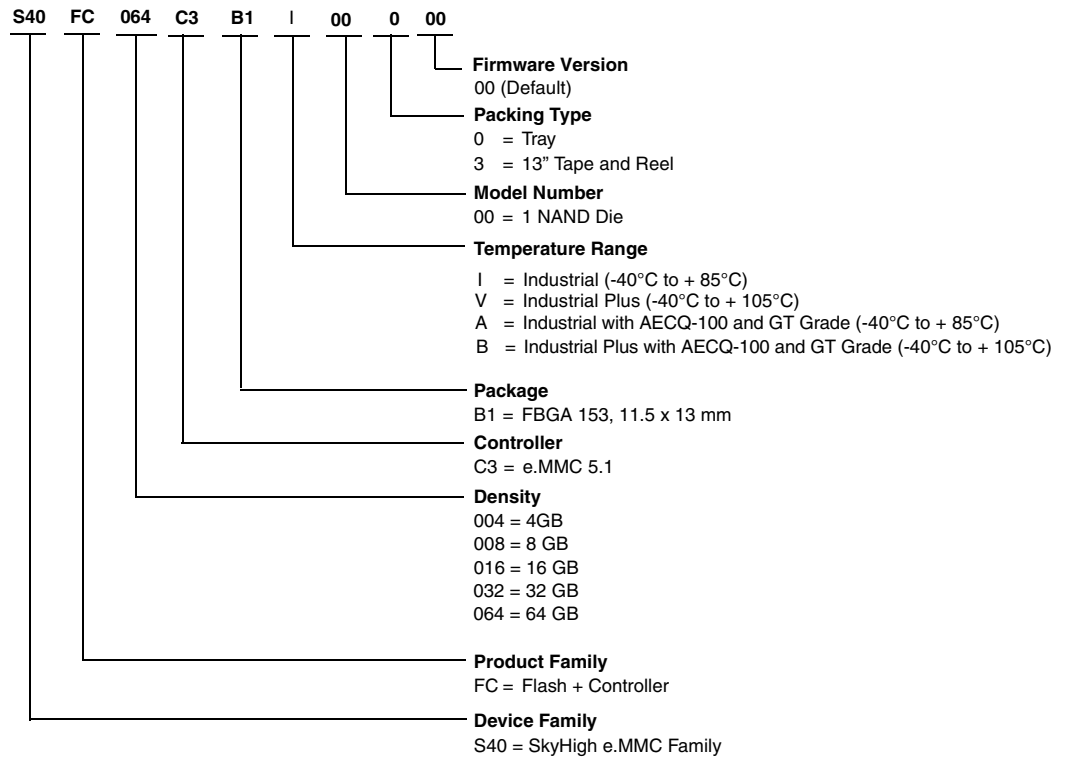 S40 FC 064 C3 B1 I 00 0 00
Firmware Version
00 (Default)
Packing Type
0 = Tray
3 = 13” Tape and Reel
Model Number
00 = 1 NAND Die
Temperature Range
I = Industrial (-40°C to + 85°C)
V = Industrial Plus (-40°C to + 105°C)
A = Industrial with AECQ-100 and GT Grade (-40°C to + 85°C)
B = Industrial Plus with AECQ-100 and GT Grade (-40°C to + 105°C)
Package
B1 = FBGA 153, 11.5 x 13 mm
Controller
C3 = e.MMC 5.1
Density
004 = 4GB
008 = 8 GB
016 = 16 GB
032 = 32 GB
064 = 64 GB
Product Family
FC = Flash + Controller
Device Family
S40 = SkyHigh e.MMC Family